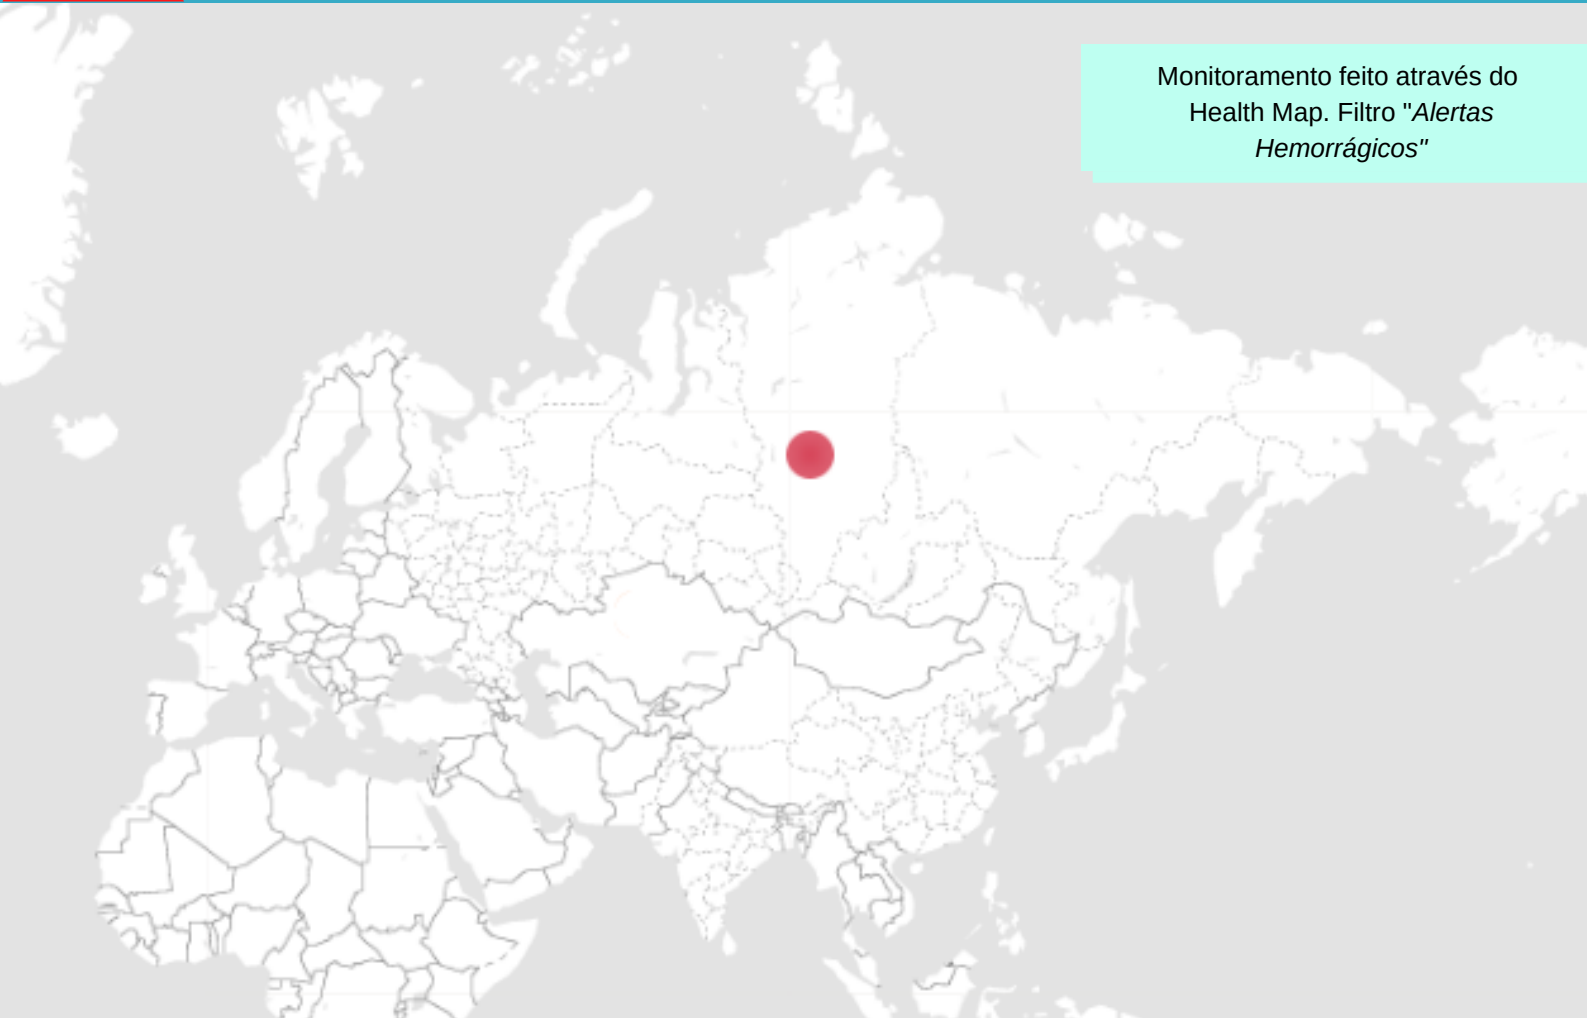 Monitoramento feito através do
Health Map. Filtro "Alertas
Hemorrágicos"